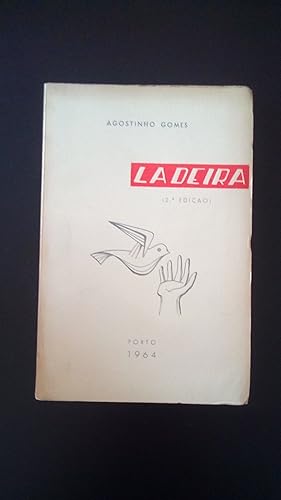 AGOSTINHO GOMES
LADEIRA
(2.ª EDIÇÃO)
PORTO
1964